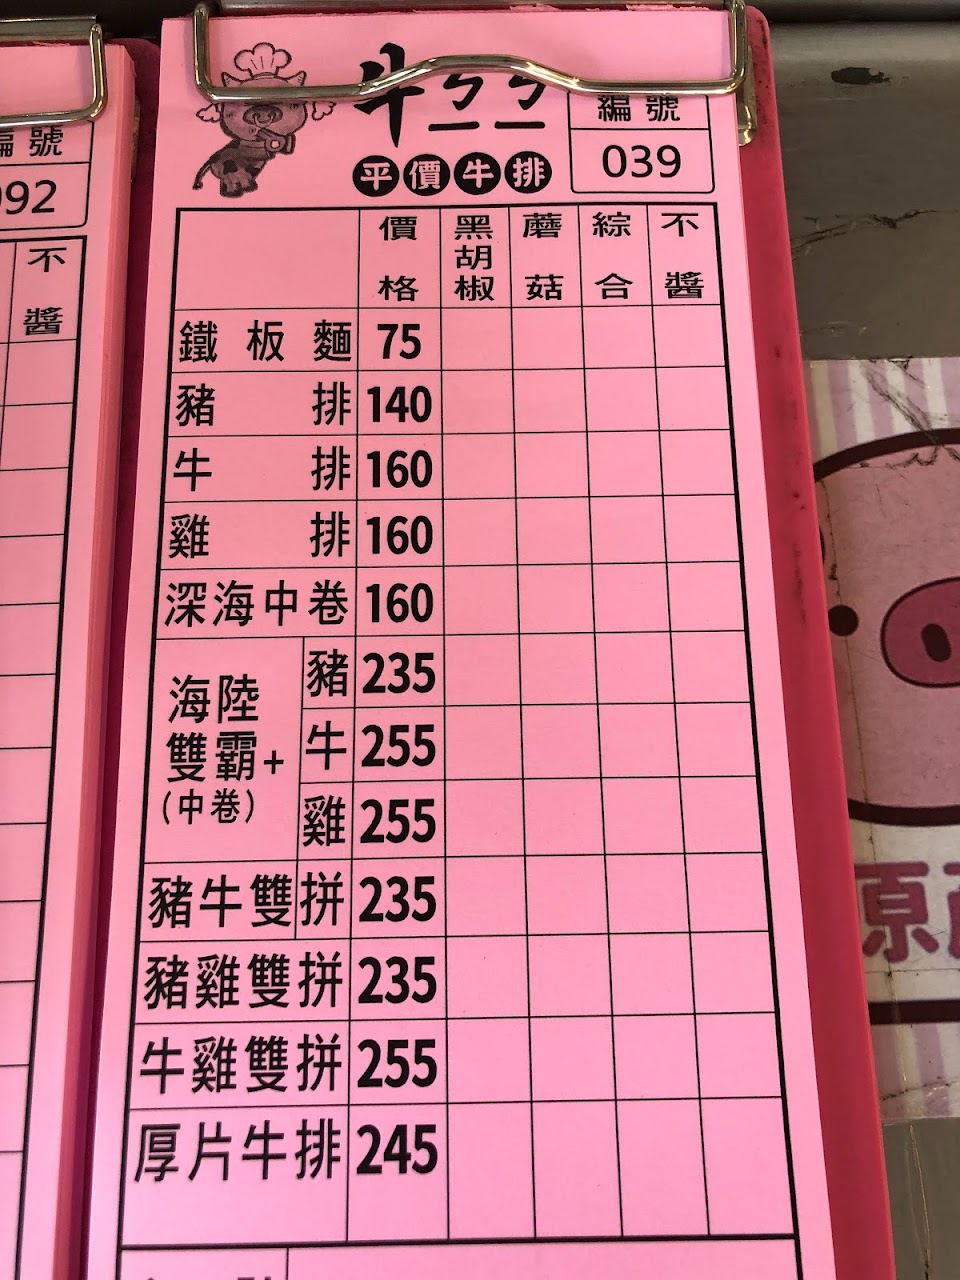 牛ㄅㄅ
平價牛排
編號
039
價格 黑胡椒 蘑菇 綜合 不醬
鐵板麵 75
豬排 140
牛排 160
雞排 160
深海中卷 160
海陸雙霸+(中卷)
豬 235
牛 255
雞 255
豬牛雙拼 235
豬雞雙拼 235
牛雞雙拼 255
厚片牛排 245
編號
092
不醬
原